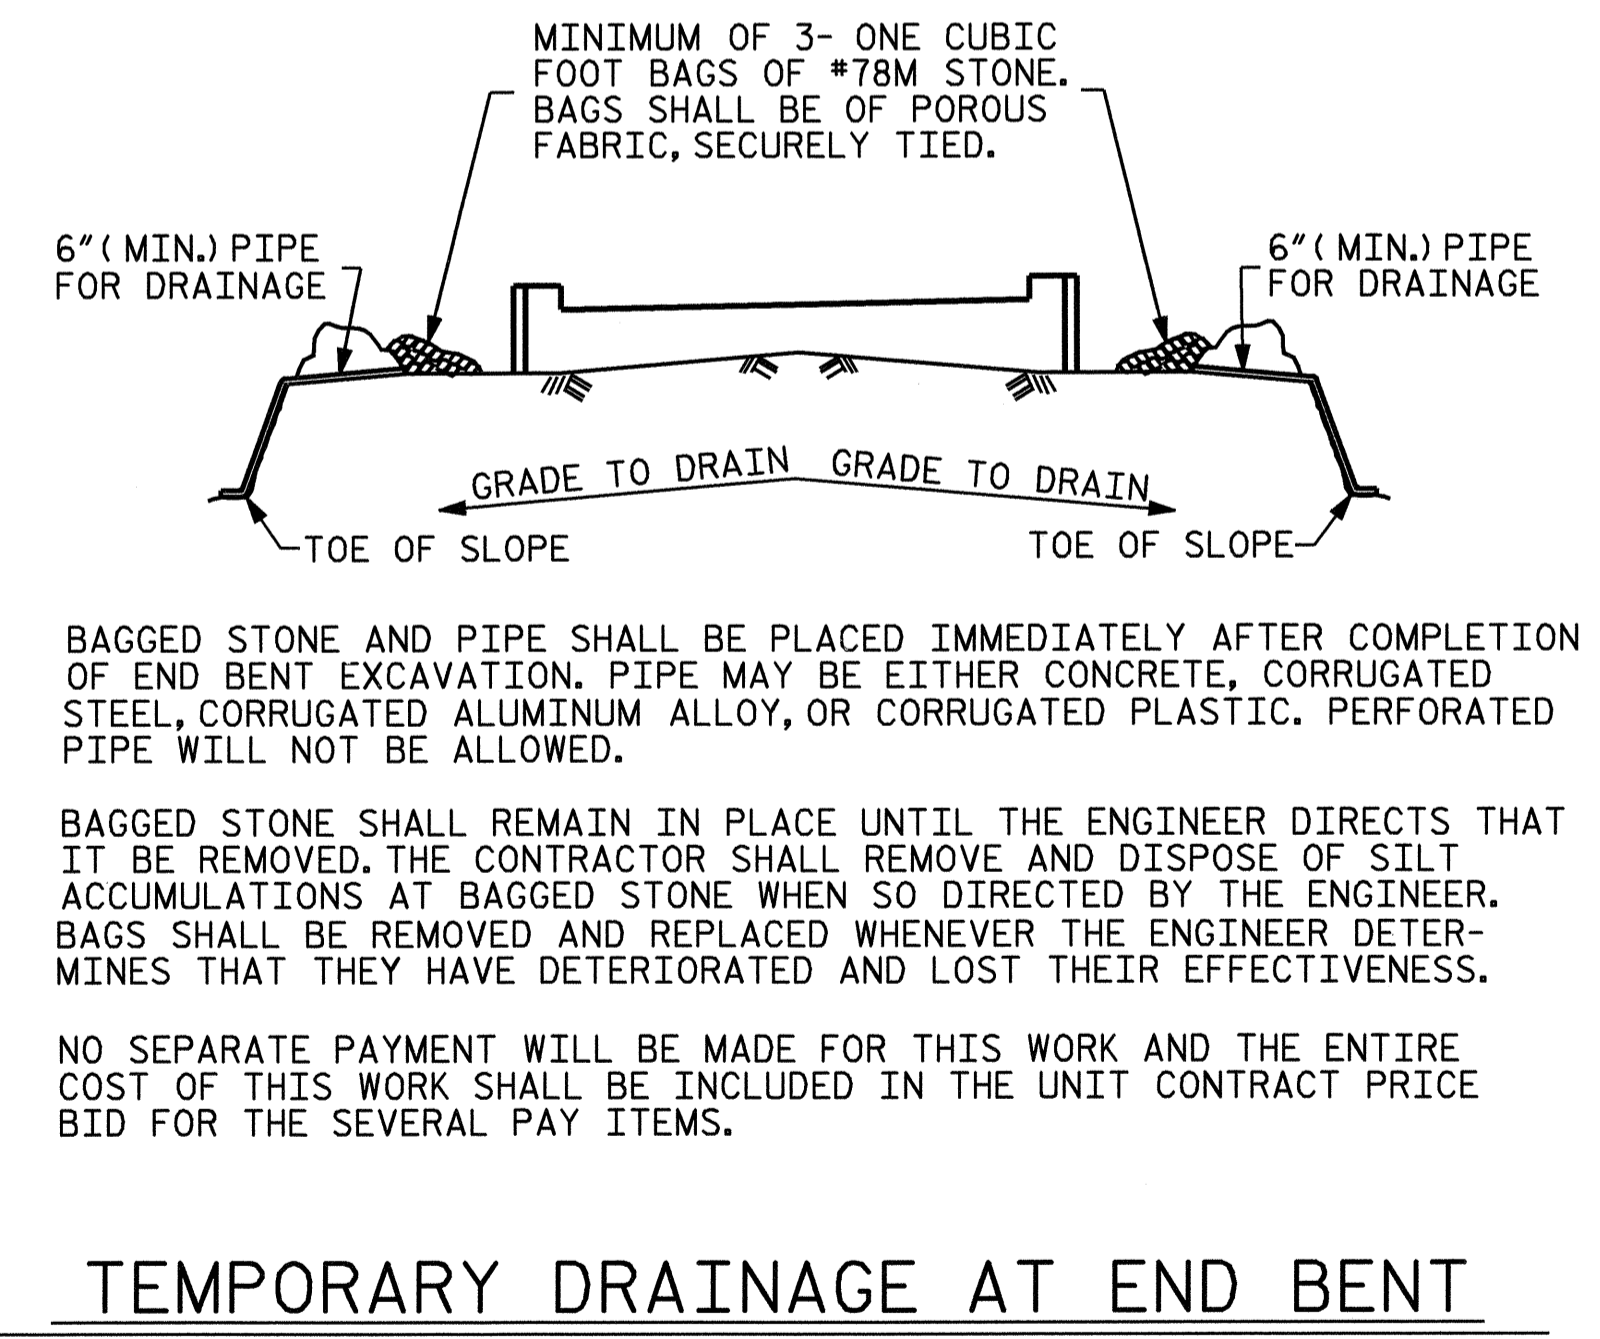 MINIMUM OF 3- ONE CUBIC
FOOT BAGS OF #78M STONE.
BAGS SHALL BE OF POROUS
FABRIC, SECURELY TIED.
6"(MIN.) PIPE
FOR DRAINAGE
6"(MIN.) PIPE
FOR DRAINAGE
GRADE TO DRAIN
GRADE TO DRAIN
TOE OF SLOPE
TOE OF SLOPE
BAGGED STONE AND PIPE SHALL BE PLACED IMMEDIATELY AFTER COMPLETION
OF END BENT EXCAVATION. PIPE MAY BE EITHER CONCRETE, CORRUGATED
STEEL, CORRUGATED ALUMINUM ALLOY, OR CORRUGATED PLASTIC. PERFORATED
PIPE WILL NOT BE ALLOWED.
BAGGED STONE SHALL REMAIN IN PLACE UNTIL THE ENGINEER DIRECTS THAT
IT BE REMOVED. THE CONTRACTOR SHALL REMOVE AND DISPOSE OF SILT
ACCUMULATIONS AT BAGGED STONE WHEN SO DIRECTED BY THE ENGINEER.
BAGS SHALL BE REMOVED AND REPLACED WHENEVER THE ENGINEER DETER-
MINES THAT THEY HAVE DETERIORATED AND LOST THEIR EFFECTIVENESS.
NO SEPARATE PAYMENT WILL BE MADE FOR THIS WORK AND THE ENTIRE
COST OF THIS WORK SHALL BE INCLUDED IN THE UNIT CONTRACT PRICE
BID FOR THE SEVERAL PAY ITEMS.
TEMPORARY DRAINAGE AT END BENT